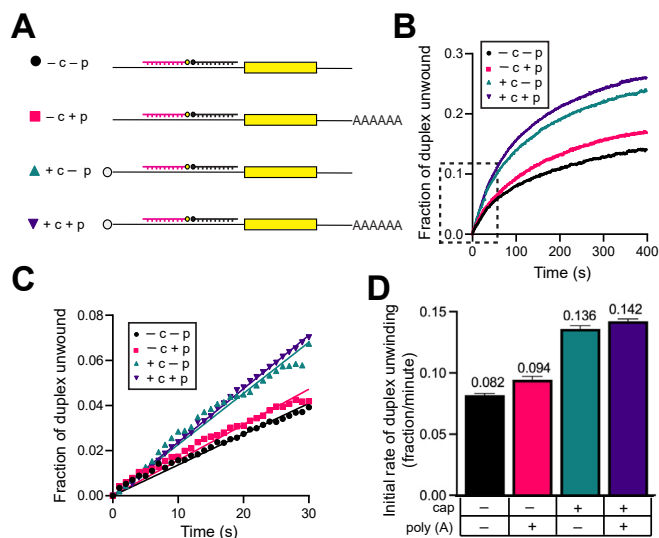 A
− c − p
− c + p
AAAAAA
+ c − p
+ c + p
AAAAAA
B
Fraction of duplex unwound
0.3
0.2
0.1
0.0
− c − p
− c + p
+ c − p
+ c + p
0
100
200
300
400
Time (s)
C
Fraction of duplex unwound
0.08
0.06
0.04
0.02
0.00
− c − p
− c + p
+ c − p
+ c + p
0
10
20
30
Time (s)
D
Initial rate of duplex unwinding
(fraction/minute)
0.15
0.10
0.05
0.00
0.082
0.094
0.136
0.142
cap − − + +
poly (A) − + − +